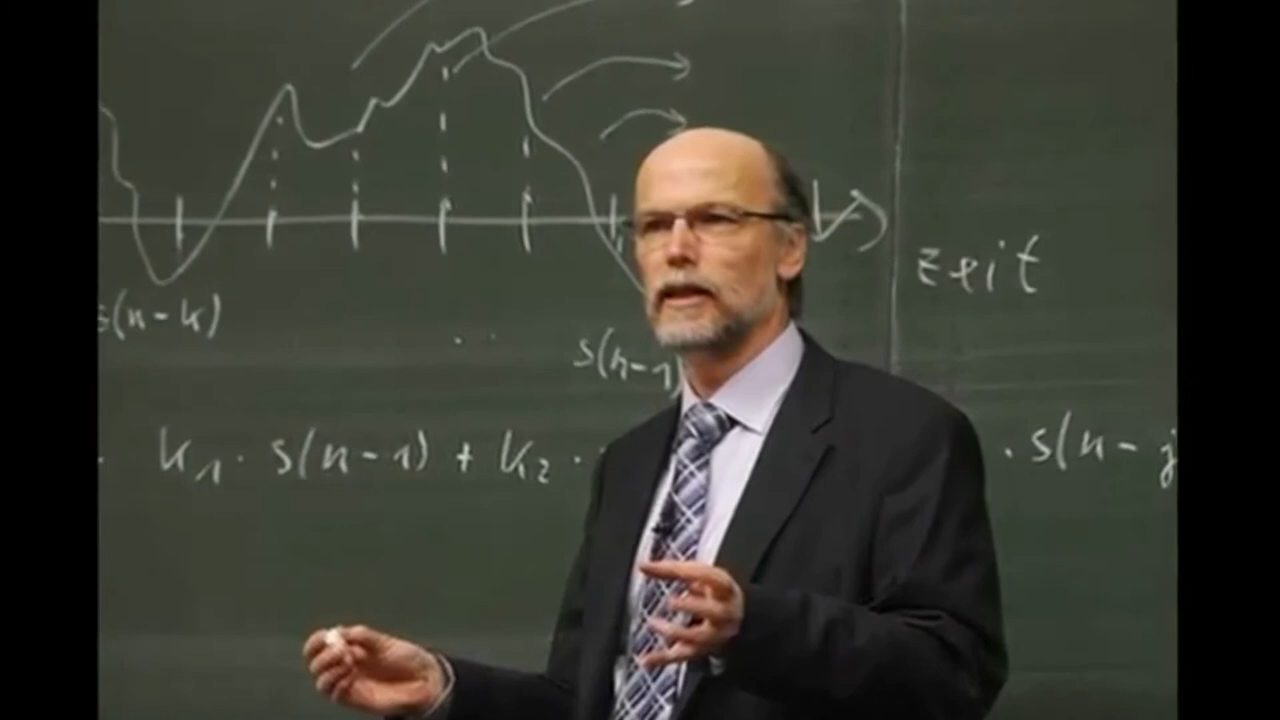 Zeit
s(n-k)
s(n-1)
k₁ · s(n-1) + k₂ · · s(n-j